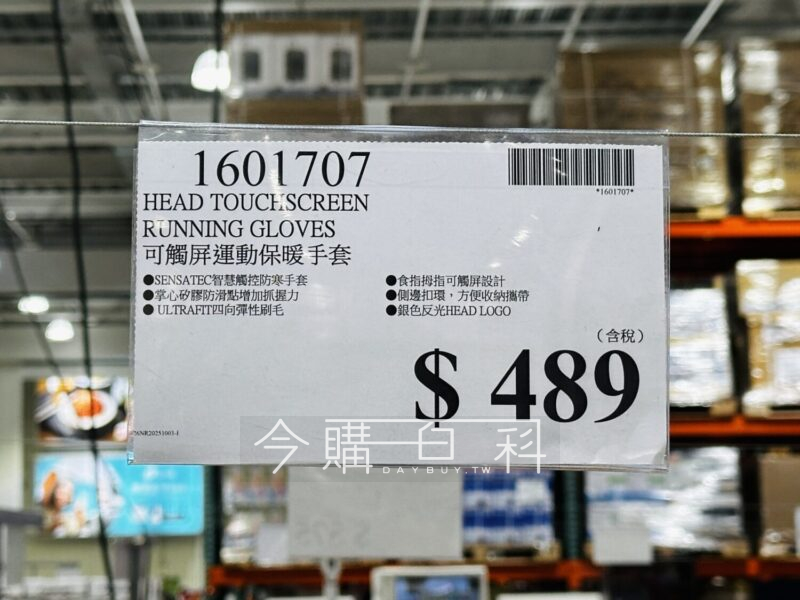 1601707
*1601707*
HEAD TOUCHSCREEN
RUNNING GLOVES
可觸屏運動保暖手套
●SENSATEC智慧觸控防寒手套
●掌心矽膠防滑點增加抓握力
● ULTRAFIT四向彈性刷毛
●食指拇指可觸屏設計
●側邊扣環，方便收納攜帶
●銀色反光HEAD LOGO
（含稅）
$ 489
今購百科
DAYBUY.TW